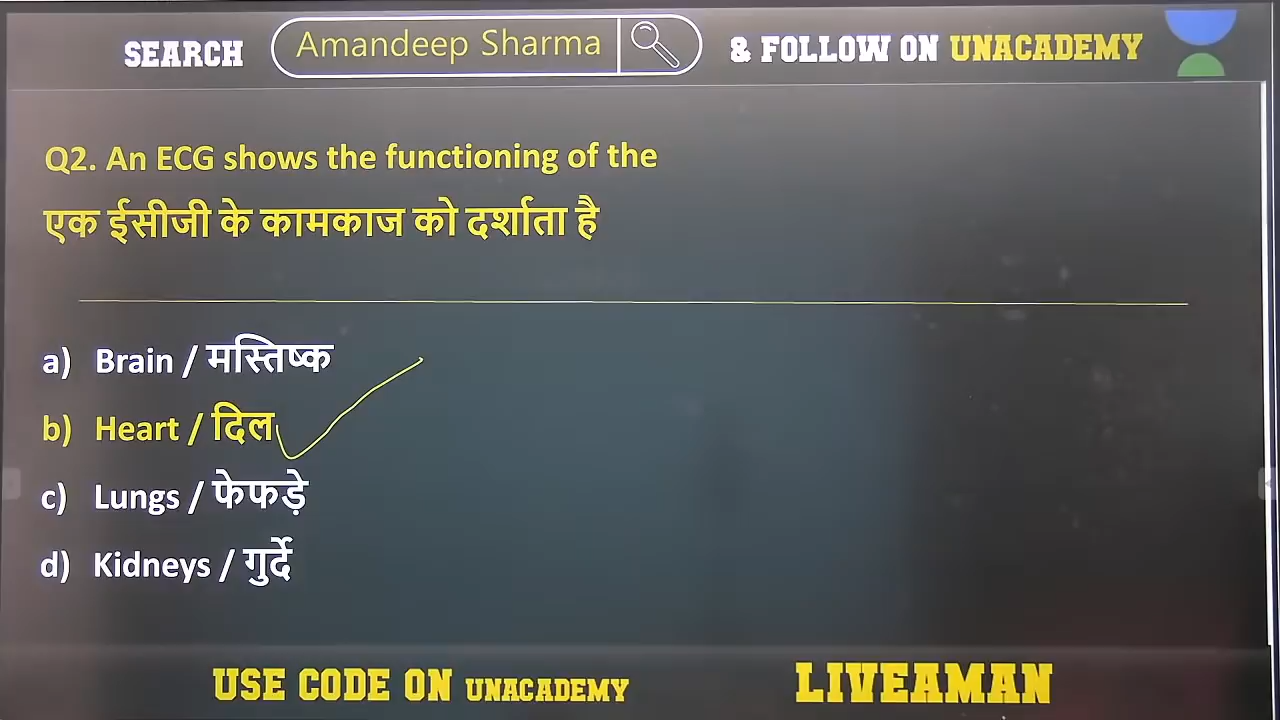 SEARCH Amandeep Sharma & FOLLOW ON UNACADEMY
Q2. An ECG shows the functioning of the
एक ईसीजी के कामकाज को दर्शाता है
a) Brain / मस्तिष्क
b) Heart / दिल
c) Lungs / फेफड़े
d) Kidneys / गुर्दे
USE CODE ON UNACADEMY LIVEAMAN